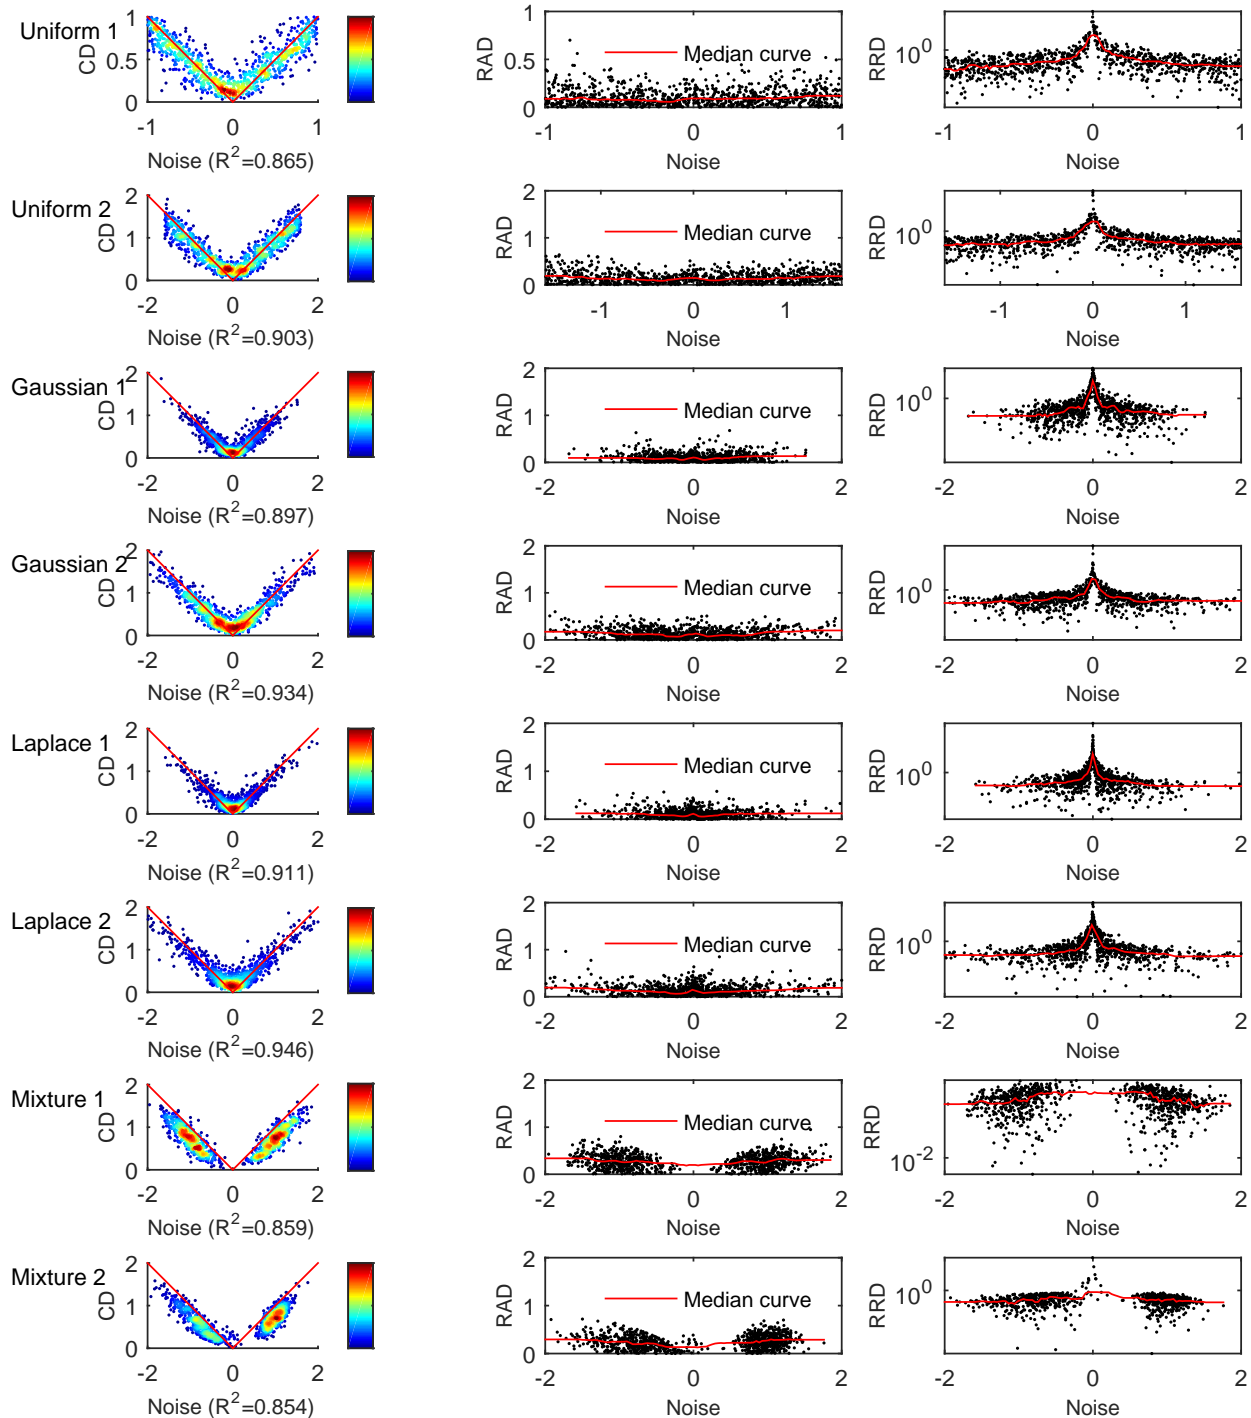 Uniform 1
CD
1
0.5
0
-1 0 1
Noise (R²=0.865)
RAD
1
0.5
0
Median curve
-1 0 1
Noise
RRD
10⁰
-1 0 1
Noise
Uniform 2
CD
2
1
0
-2 0 2
Noise (R²=0.903)
RAD
2
1
0
Median curve
-1 0 1
Noise
RRD
10⁰
-1 0 1
Noise
Gaussian 1
CD
2
1
0
-2 0 2
Noise (R²=0.897)
RAD
2
1
0
Median curve
-2 0 2
Noise
RRD
10⁰
-2 0 2
Noise
Gaussian 2
CD
2
1
0
-2 0 2
Noise (R²=0.934)
RAD
2
1
0
Median curve
-2 0 2
Noise
RRD
10⁰
-2 0 2
Noise
Laplace 1
CD
2
1
0
-2 0 2
Noise (R²=0.911)
RAD
2
1
0
Median curve
-2 0 2
Noise
RRD
10⁰
-2 0 2
Noise
Laplace 2
CD
2
1
0
-2 0 2
Noise (R²=0.946)
RAD
2
1
0
Median curve
-2 0 2
Noise
RRD
10⁰
-2 0 2
Noise
Mixture 1
CD
2
1
0
-2 0 2
Noise (R²=0.859)
RAD
2
1
0
Median curve
-2 0 2
Noise
RRD
10⁻²
-2 0 2
Noise
Mixture 2
CD
2
1
0
-2 0 2
Noise (R²=0.854)
RAD
2
1
0
Median curve
-2 0 2
Noise
RRD
10⁰
-2 0 2
Noise